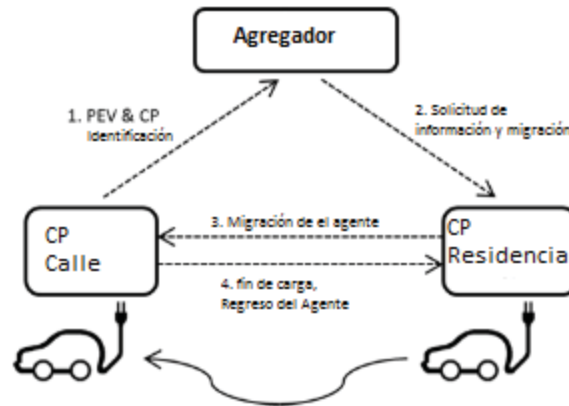 Agregador
1. PEV & CP
Identificación
2. Solicitud de
información y migración
3. Migración de el agente
CP
Calle
CP
Residencia
4. fin de carga,
Regreso del Agente